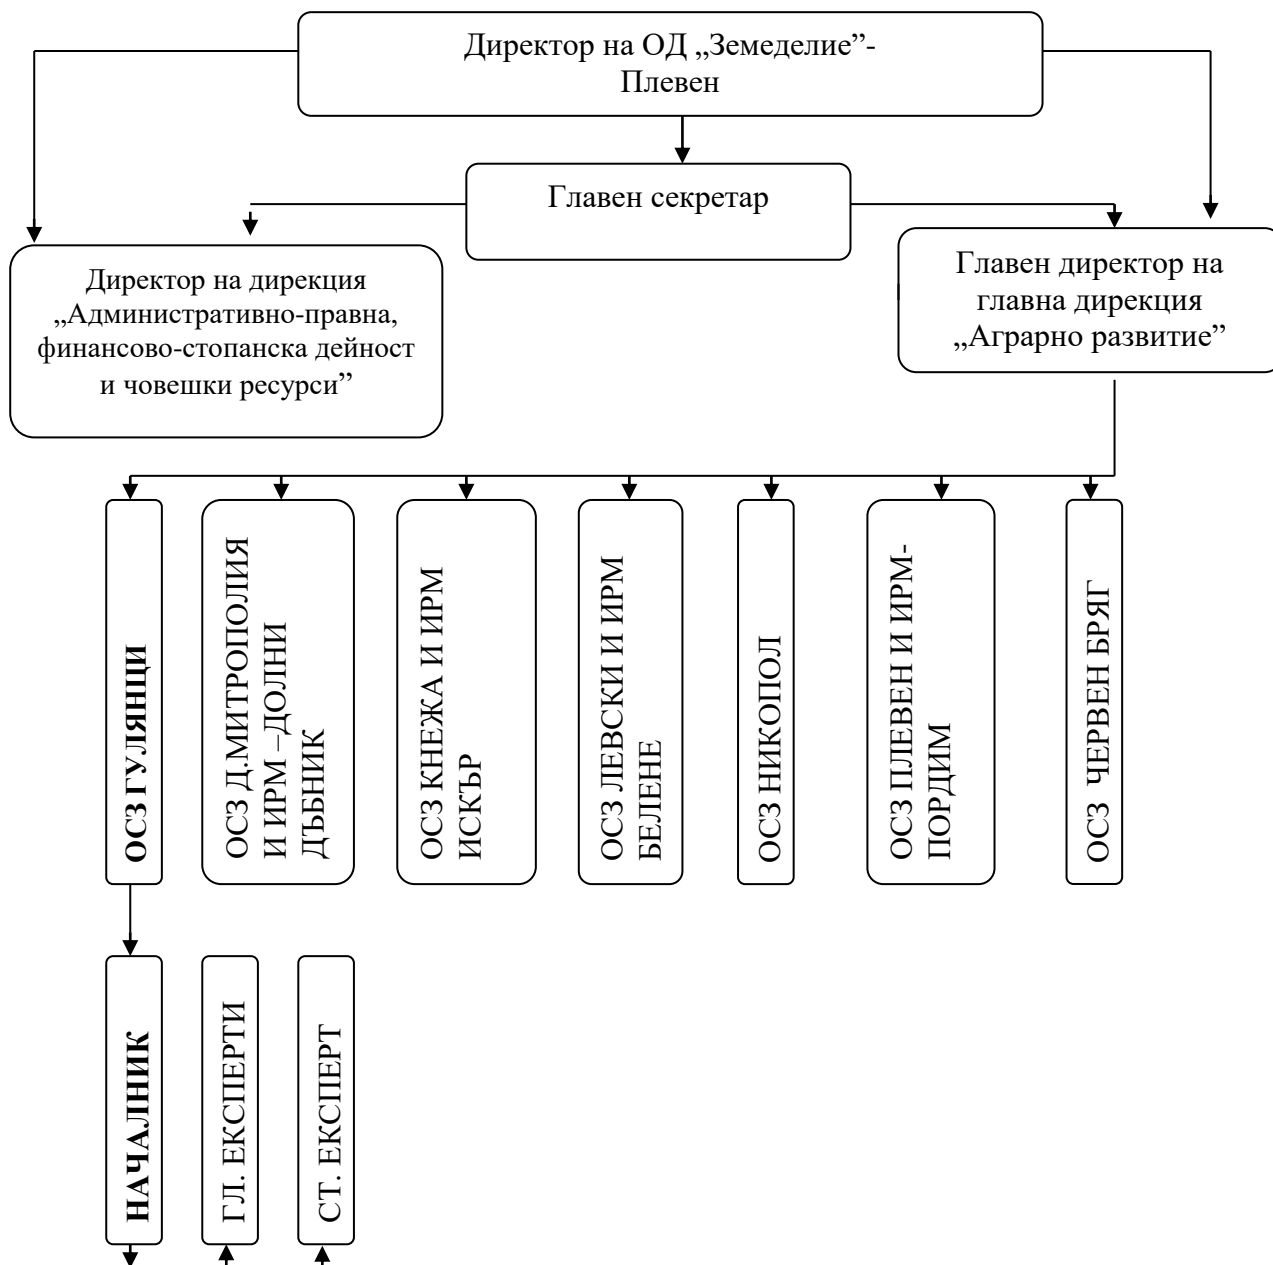 Директор на ОД „Земеделие”-
Плевен
Главен секретар
Директор на дирекция
„Административно-правна,
финансово-стопанска дейност
и човешки ресурси”
Главен директор на
главна дирекция
„Аграрно развитие”
ОСЗ ГУЛЯНЦИ
ОСЗ Д.МИТРОПОЛИЯ
И ИРМ –ДОЛНИ
ДЪБНИК
ОСЗ КНЕЖА И ИРМ
ИСКЪР
ОСЗ ЛЕВСКИ И ИРМ
БЕЛЕНЕ
ОСЗ НИКОПОЛ
ОСЗ ПЛЕВЕН И ИРМ-
ПОРДИМ
ОСЗ ЧЕРВЕН БРЯГ
НАЧАЛНИК
ГЛ. ЕКСПЕРТИ
СТ. ЕКСПЕРТ